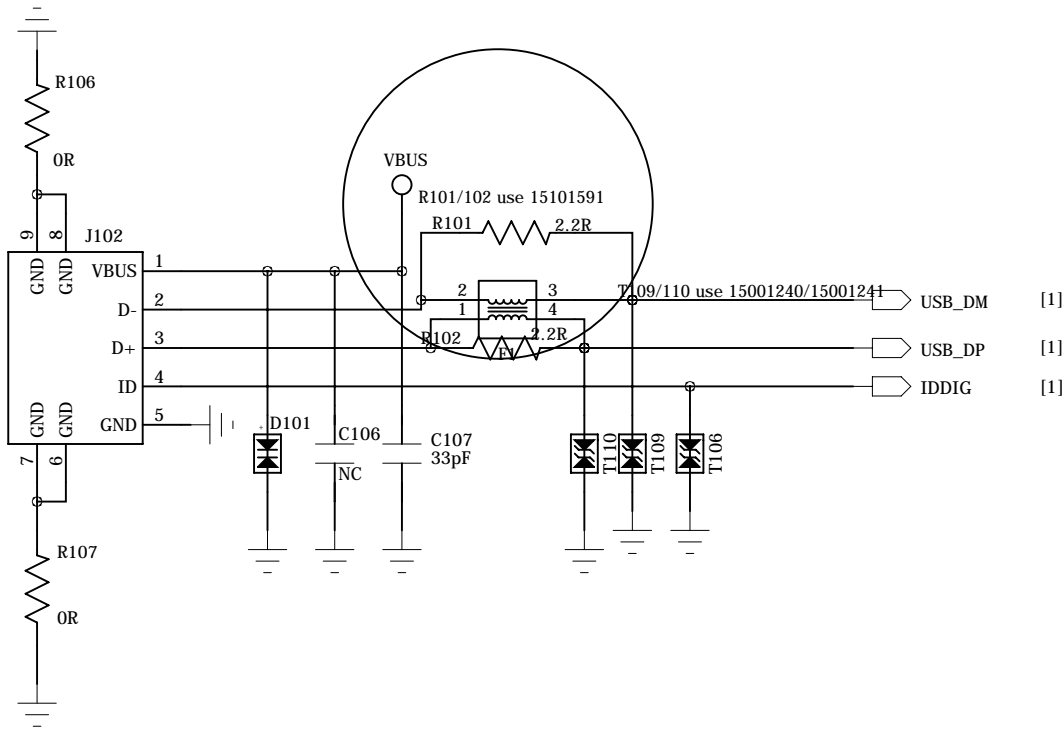 R106
0R
VBUS
R101/102 use 15101591
R101
2.2R
9
8
J102
GND
GND
VBUS
1
2
3
T109/110 use 15001240/15001241
D-
2
1
4
USB_DM
[1]
D+
3
R102
2.2R
F1
USB_DP
[1]
ID
4
IDDIG
[1]
GND
GND
GND
5
D101
C106
NC
C107
33pF
T110
T109
T106
7
6
R107
0R